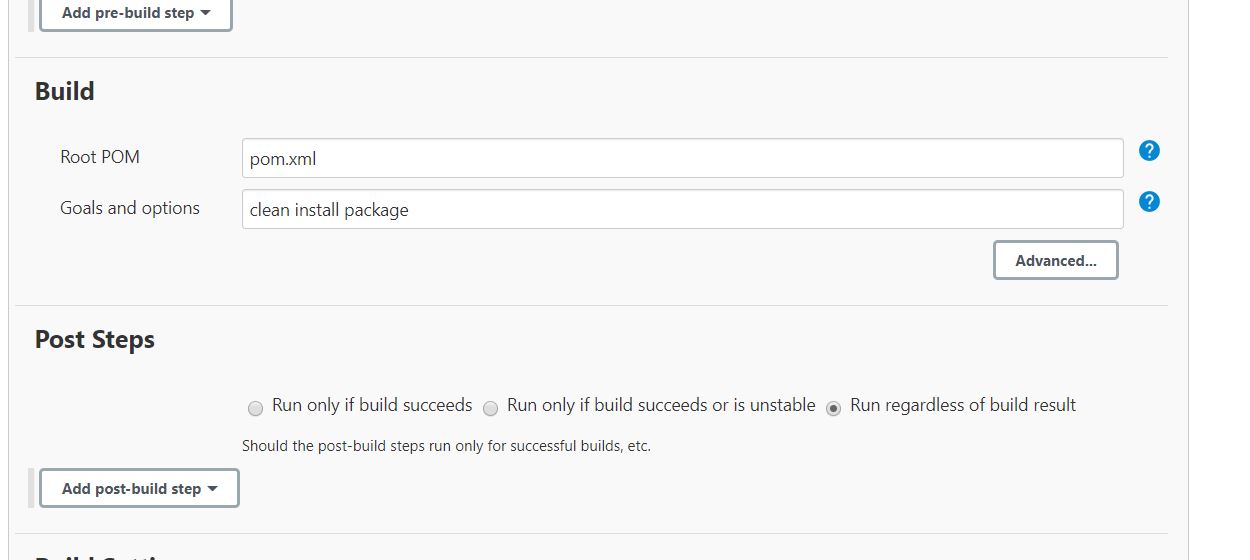 Add pre-build step
Build
Root POM
pom.xml
?
Goals and options
clean install package
?
Advanced...
Post Steps
Run only if build succeeds Run only if build succeeds or is unstable Run regardless of build result
Should the post-build steps run only for successful builds, etc.
Add post-build step